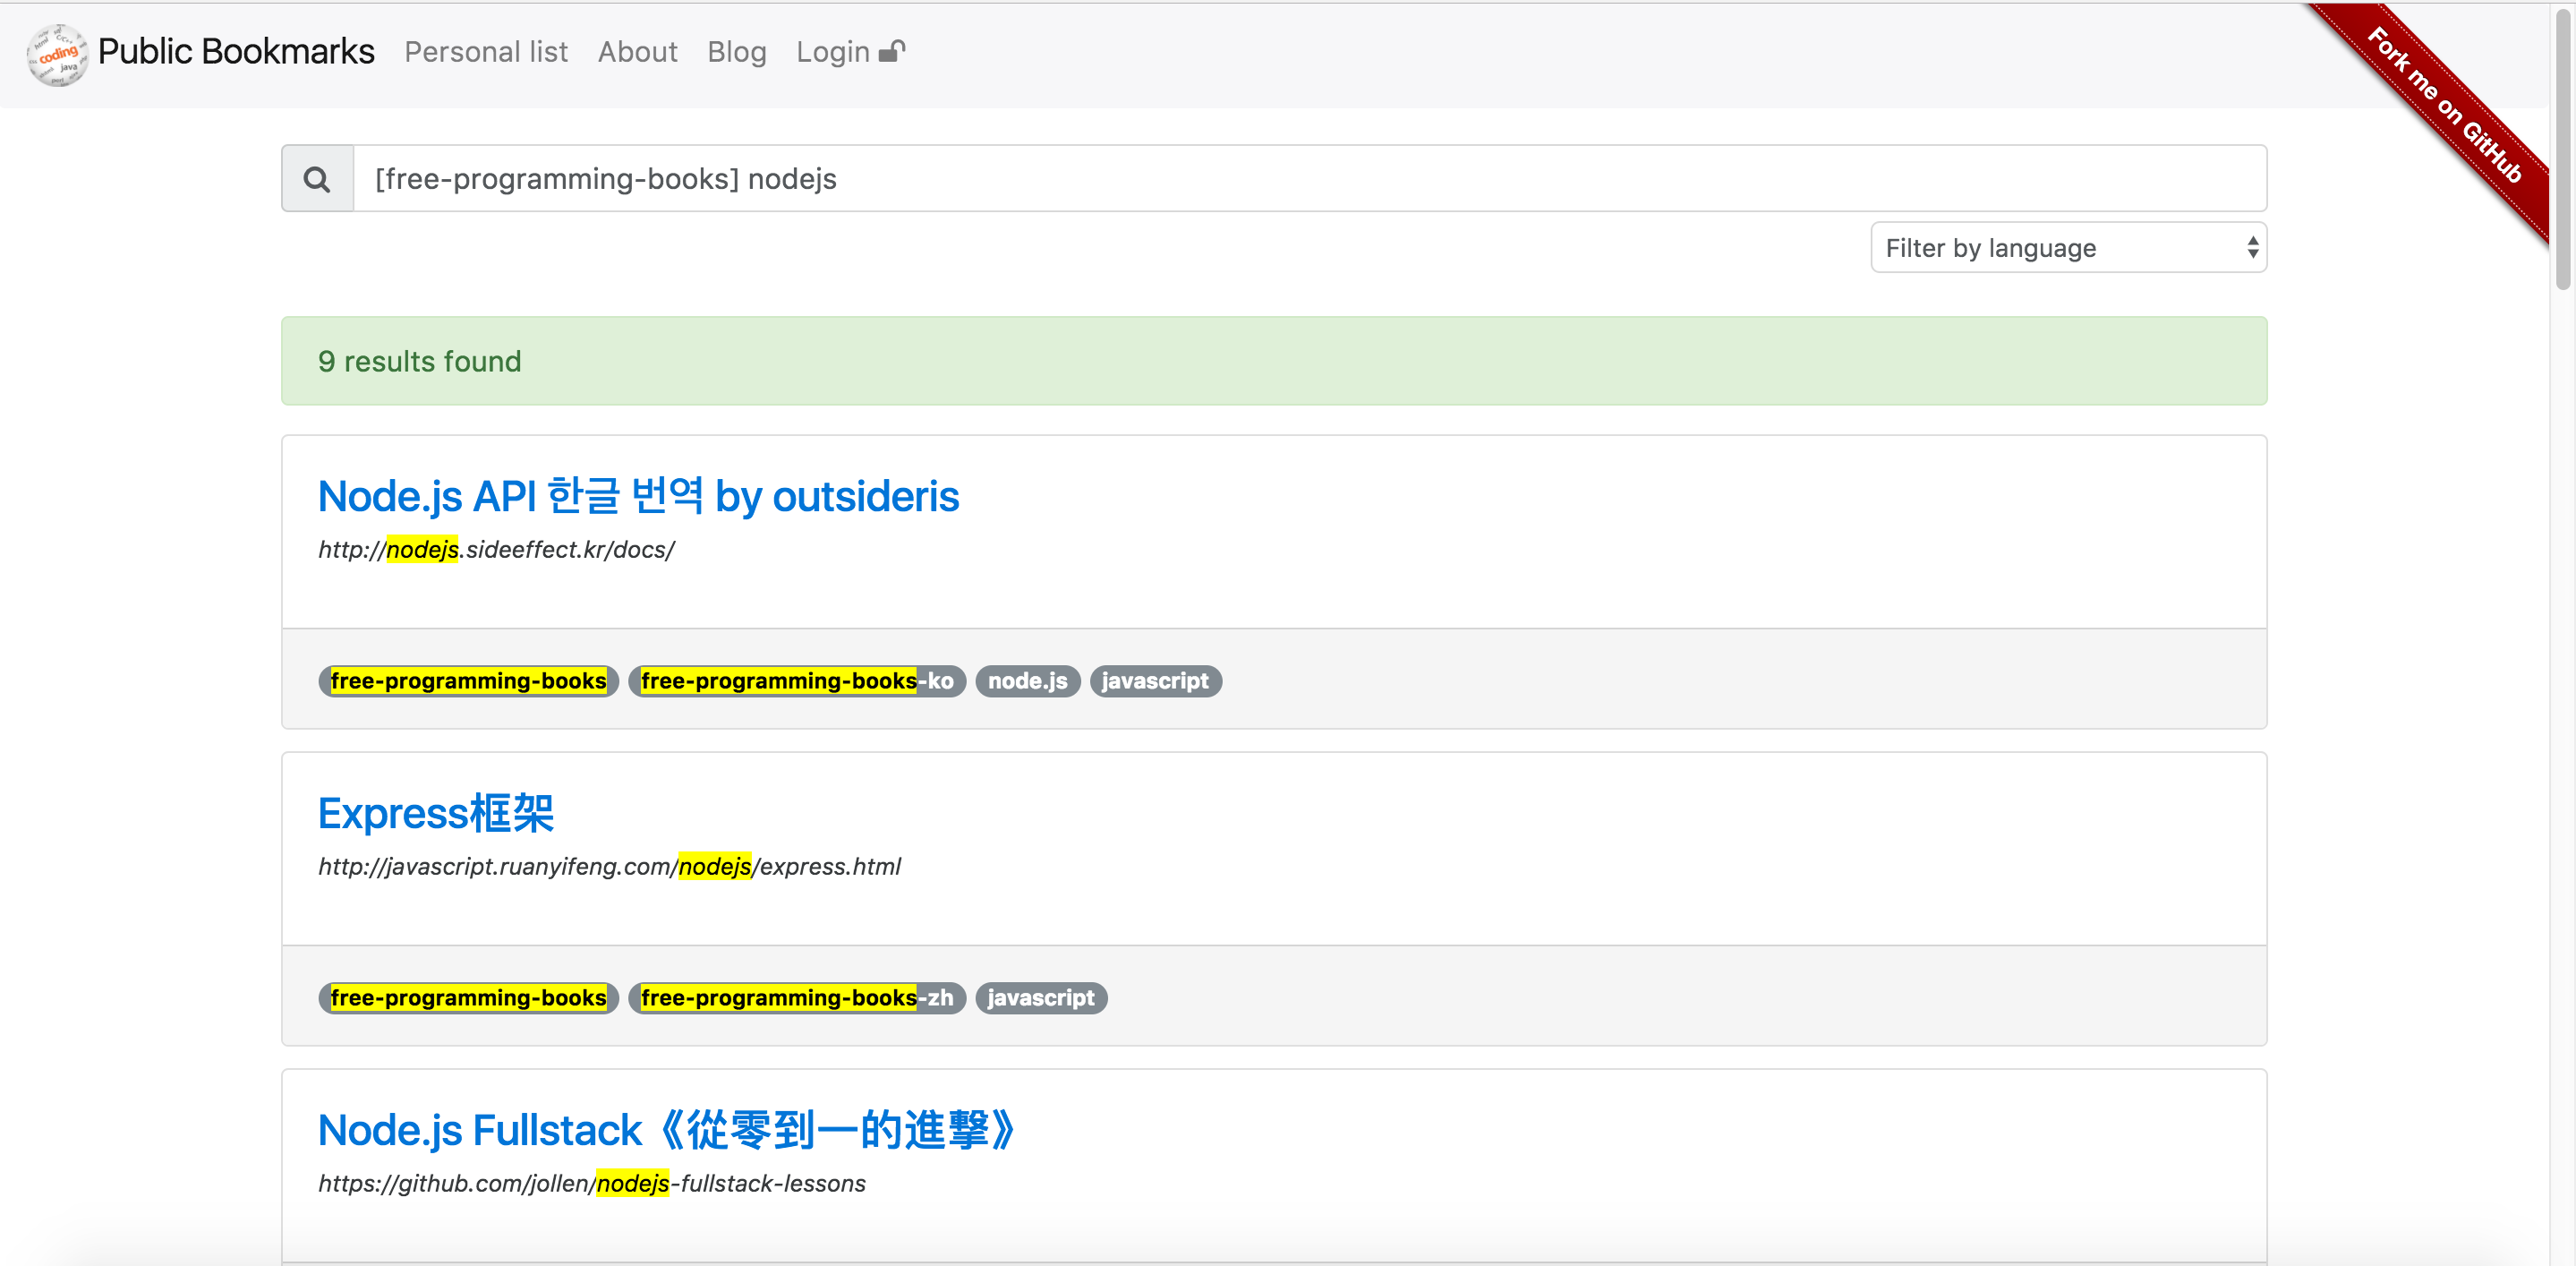 coding
java
html
C/C++
Public Bookmarks Personal list About Blog Login
Fork me on GitHub
[free-programming-books] nodejs
Filter by language
9 results found
Node.js API 한글 번역 by outsideris
http://nodejs.sideeffect.kr/docs/
free-programming-books free-programming-books-ko node.js javascript
Express框架
http://javascript.ruanyifeng.com/nodejs/express.html
free-programming-books free-programming-books-zh javascript
Node.js Fullstack《從零到一的進擊》
https://github.com/jollen/nodejs-fullstack-lessons